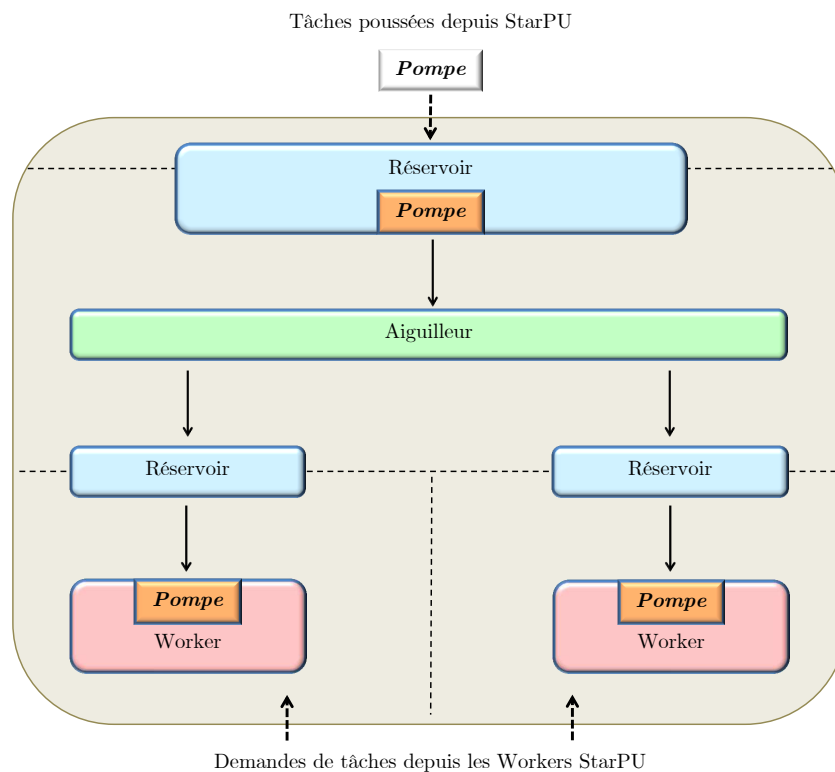 Tâches poussées depuis StarPU
Pompe
Réservoir
Pompe
Aiguilleur
Réservoir
Réservoir
Pompe
Pompe
Worker
Worker
Demandes de tâches depuis les Workers StarPU